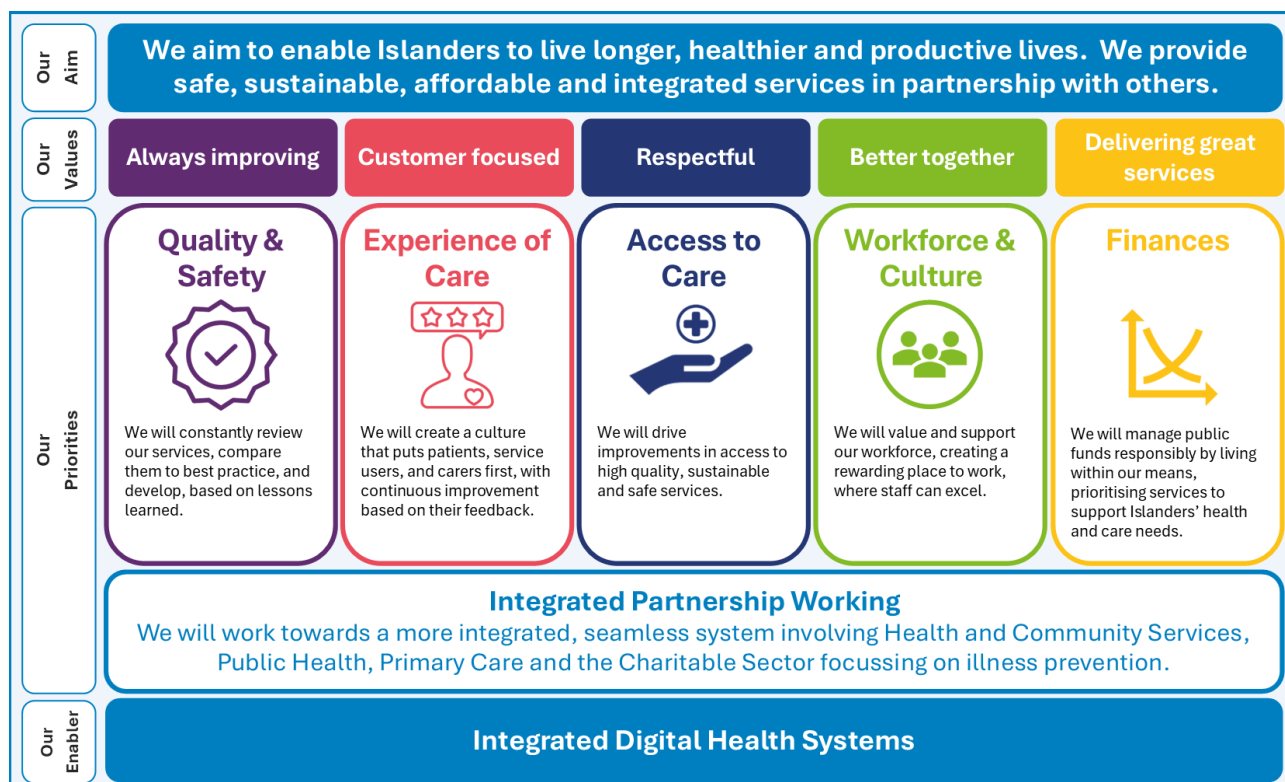 Our
Aim
We aim to enable Islanders to live longer, healthier and productive lives. We provide
safe, sustainable, affordable and integrated services in partnership with others.
Our
Values
Always improving
Customer focused
Respectful
Better together
Delivering great
services
Our
Priorities
Quality &
Safety
We will constantly review
our services, compare
them to best practice, and
develop, based on lessons
learned.
Experience of
Care
We will create a culture
that puts patients, service
users, and carers first, with
continuous improvement
based on their feedback.
Access to
Care
We will drive
improvements in access to
high quality, sustainable
and safe services.
Workforce &
Culture
We will value and support
our workforce, creating a
rewarding place to work,
where staff can excel.
Finances
We will manage public
funds responsibly by living
within our means,
prioritising services to
support Islanders’ health
and care needs.
Integrated Partnership Working
We will work towards a more integrated, seamless system involving Health and Community Services,
Public Health, Primary Care and the Charitable Sector focussing on illness prevention.
Our
Enabler
Integrated Digital Health Systems